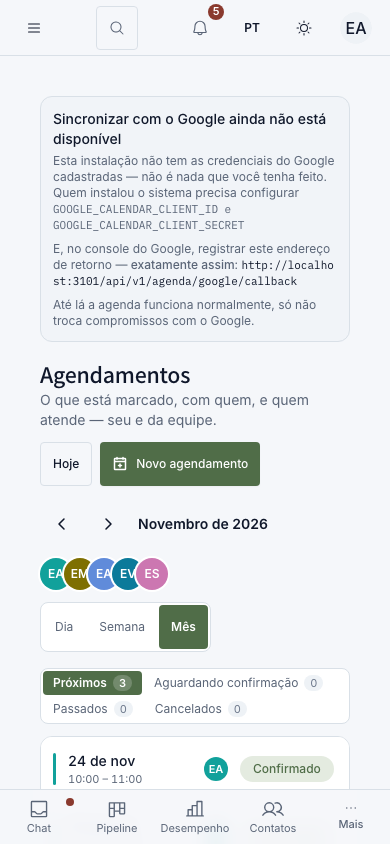 5
PT
EA
Sincronizar com o Google ainda não está
disponível
Esta instalação não tem as credenciais do Google
cadastradas — não é nada que você tenha feito.
Quem instalou o sistema precisa configurar
GOOGLE_CALENDAR_CLIENT_ID e
GOOGLE_CALENDAR_CLIENT_SECRET
E, no console do Google, registrar este endereço
de retorno — exatamente assim: http://localho
st:3101/api/v1/agenda/google/callback
Até lá a agenda funciona normalmente, só não
troca compromissos com o Google.
Agendamentos
O que está marcado, com quem, e quem
atende — seu e da equipe.
Hoje
Novo agendamento
Novembro de 2026
EA EM EA EV ES
Dia Semana Mês
Próximos 3 Aguardando confirmação 0
Passados 0 Cancelados 0
24 de nov
10:00 – 11:00
EA
Confirmado
Chat Pipeline Desempenho Contatos Mais